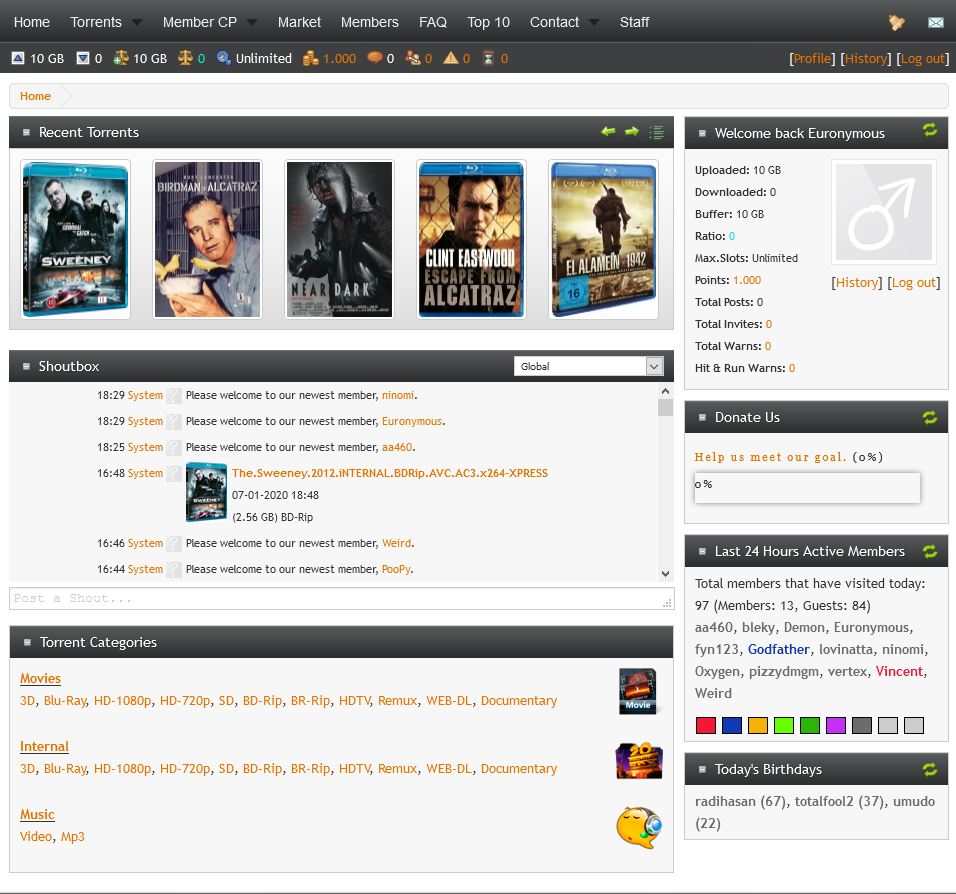 Home Torrents Member CP Market Members FAQ Top 10 Contact Staff
10 GB 0 10 GB 0 Unlimited 1.000 0 0 0 0 [Profile] [History] [Log out]
Home
Recent Torrents
SWEENEY
BURT LANCASTER
BIRDMAN OF ALCATRAZ
NEAR DARK
CLINT EASTWOOD
ESCAPE FROM
ALCATRAZ
EL ALAMEIN 1942
16
Shoutbox Global
18:29 System Please welcome to our newest member, ninomi.
18:29 System Please welcome to our newest member, Euronymous.
18:25 System Please welcome to our newest member, aa460.
16:48 System The.Sweeney.2012.iNTERNAL.BDRip.AVC.AC3.x264-XPRESS
07-01-2020 18:48
(2.56 GB) BD-Rip
16:46 System Please welcome to our newest member, Weird.
16:44 System Please welcome to our newest member, PooPy.
Post a Shout...
Torrent Categories
Movies
3D, Blu-Ray, HD-1080p, HD-720p, SD, BD-Rip, BR-Rip, HDTV, Remux, WEB-DL, Documentary
Movie
Internal
3D, Blu-Ray, HD-1080p, HD-720p, SD, BD-Rip, BR-Rip, HDTV, Remux, WEB-DL, Documentary
20
Music
Video, Mp3
Welcome back Euronymous
Uploaded: 10 GB
Downloaded: 0
Buffer: 10 GB
Ratio: 0
Max.Slots: Unlimited
Points: 1.000
Total Posts: 0
Total Invites: 0
Total Warns: 0
Hit & Run Warns: 0
[History] [Log out]
Donate Us
Help us meet our goal. (0%)
0%
Last 24 Hours Active Members
Total members that have visited today:
97 (Members: 13, Guests: 84)
aa460, bleky, Demon, Euronymous,
fyn123, Godfather, lovinatta, ninomi,
Oxygen, pizzydmgm, vertex, Vincent,
Weird
Today's Birthdays
radihasan (67), totalfool2 (37), umudo
(22)